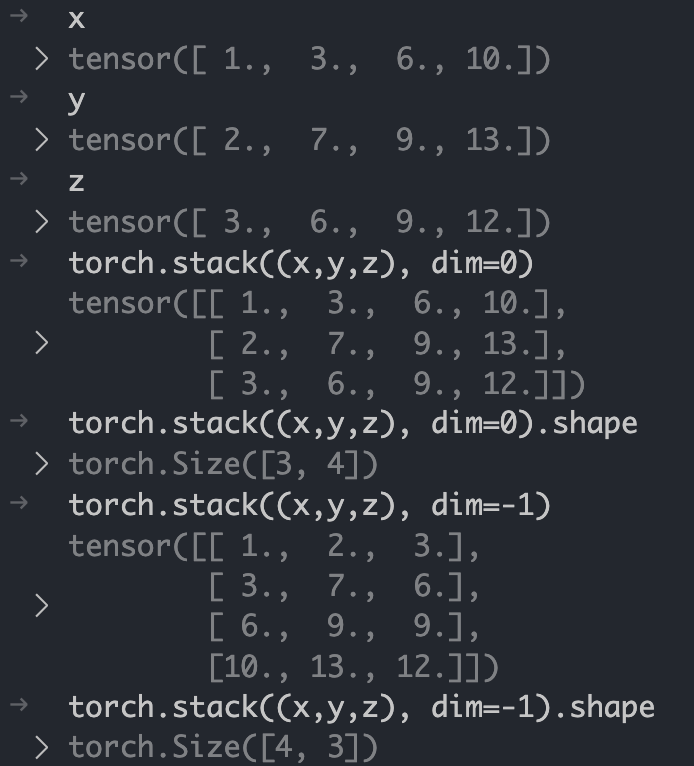 → x
> tensor([ 1.,  3.,  6., 10.])
→ y
> tensor([ 2.,  7.,  9., 13.])
→ z
> tensor([ 3.,  6.,  9., 12.])
→ torch.stack((x,y,z), dim=0)
tensor([[ 1.,  3.,  6., 10.],
> [ 2.,  7.,  9., 13.],
[ 3.,  6.,  9., 12.]])
→ torch.stack((x,y,z), dim=0).shape
> torch.Size([3, 4])
→ torch.stack((x,y,z), dim=-1)
tensor([[ 1.,  2.,  3.],
[ 3.,  7.,  6.],
> [ 6.,  9.,  9.],
[10., 13., 12.]])
→ torch.stack((x,y,z), dim=-1).shape
> torch.Size([4, 3])